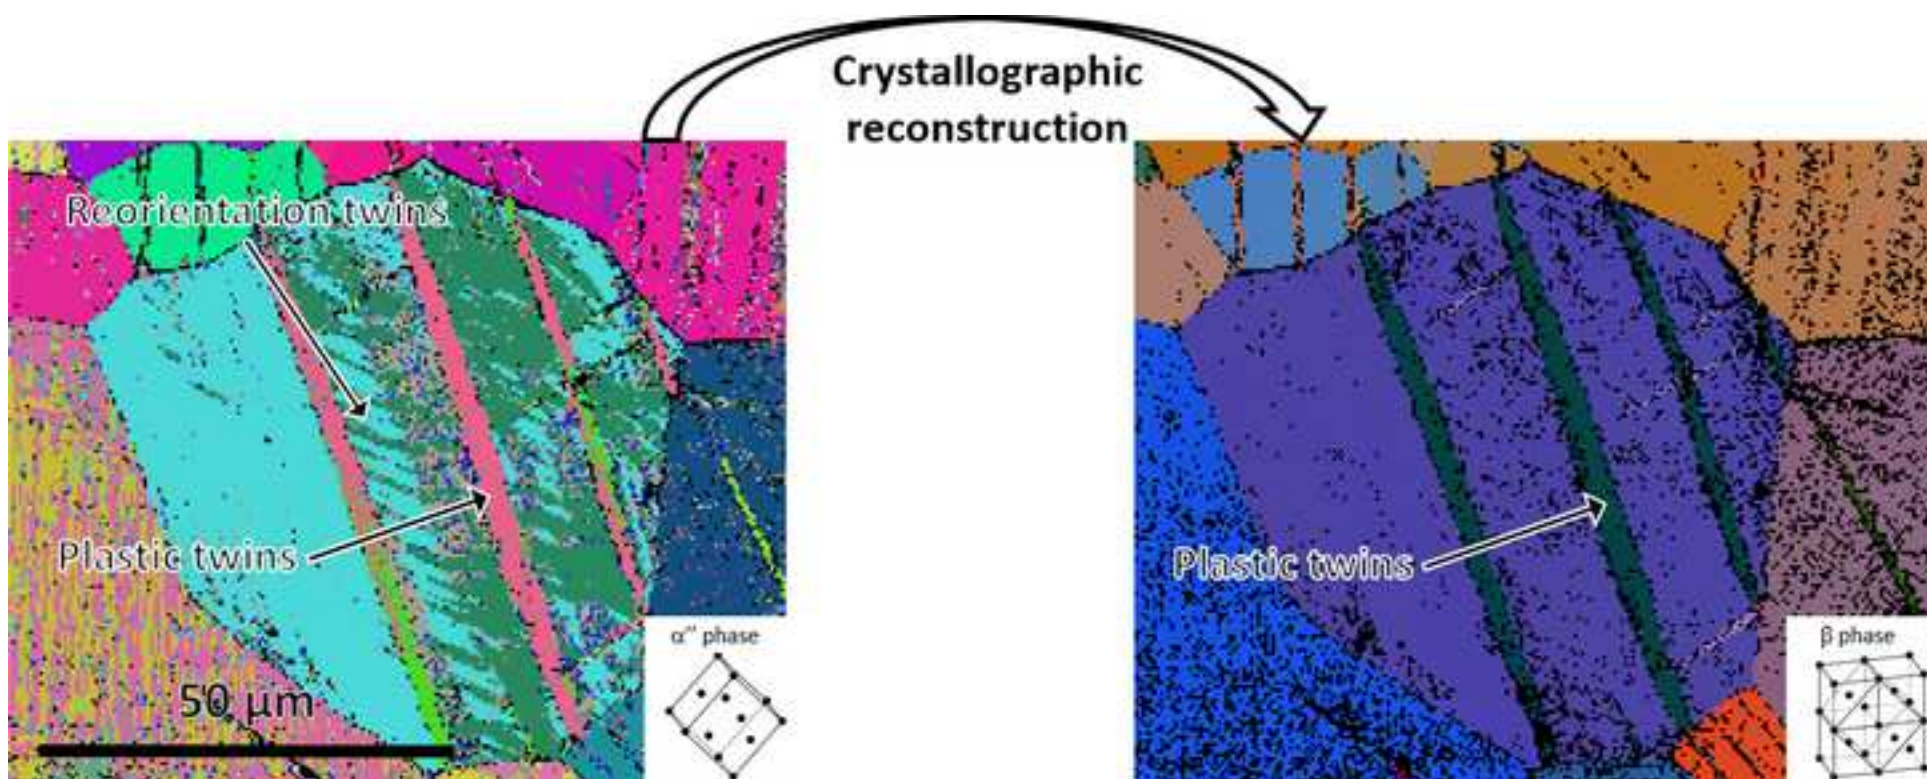 Crystallographic
reconstruction
Reorientation twins
Plastic twins
50 μm
α″ phase
Plastic twins
β phase